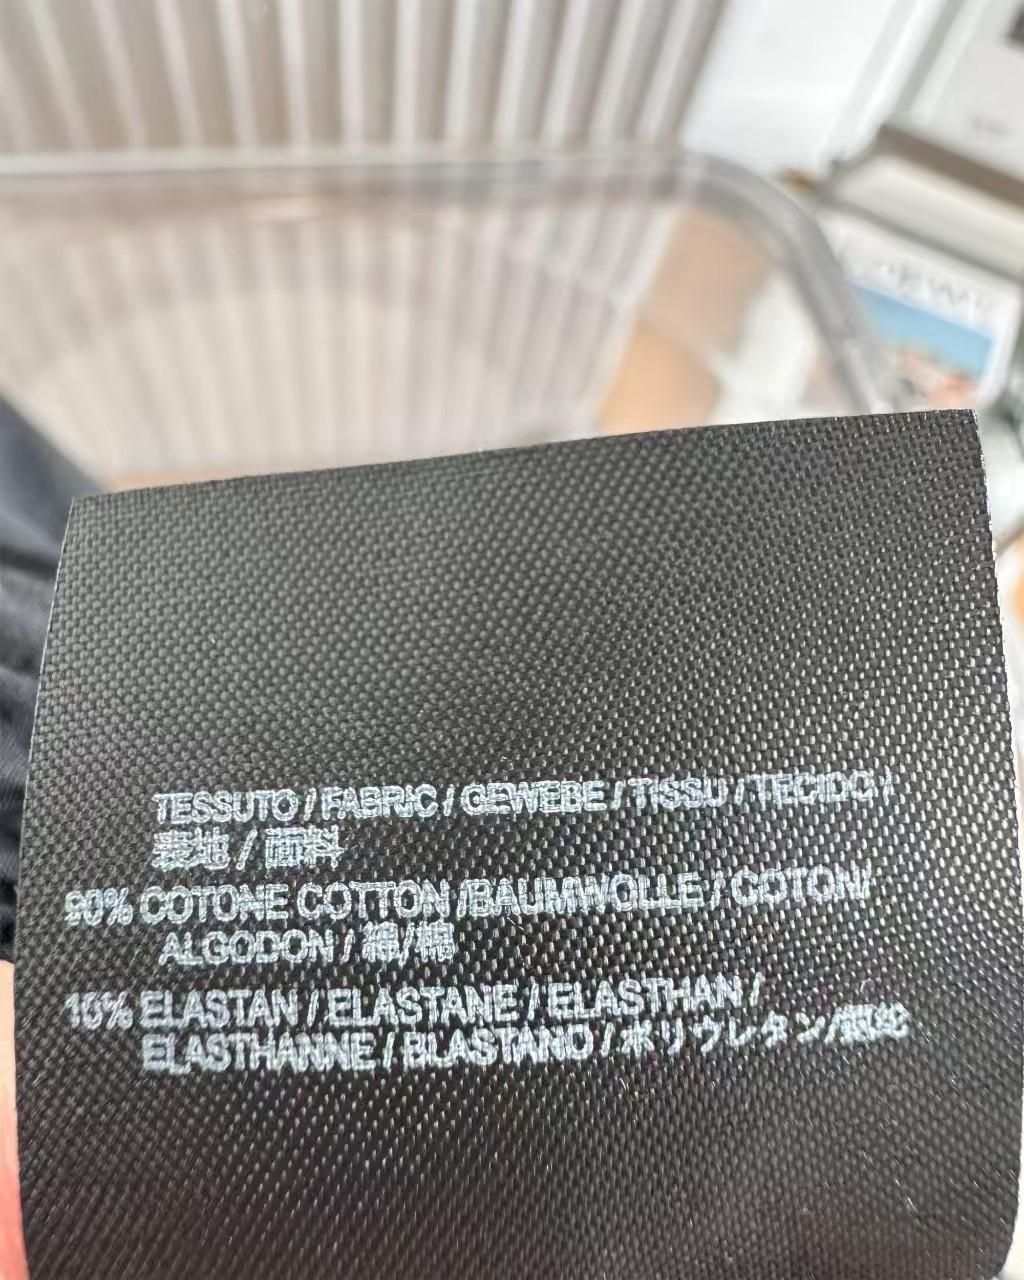 TESSUTO / FABRIC / GEWEBE / TISSU / TECIDO /
表地 / 面料
90% COTONE COTTON /BAUMWOLLE / COTON/
ALGODON / 綿/棉
10% ELASTAN / ELASTANE / ELASTHAN /
ELASTHANNE / BLASTANO / ポリウレタン/